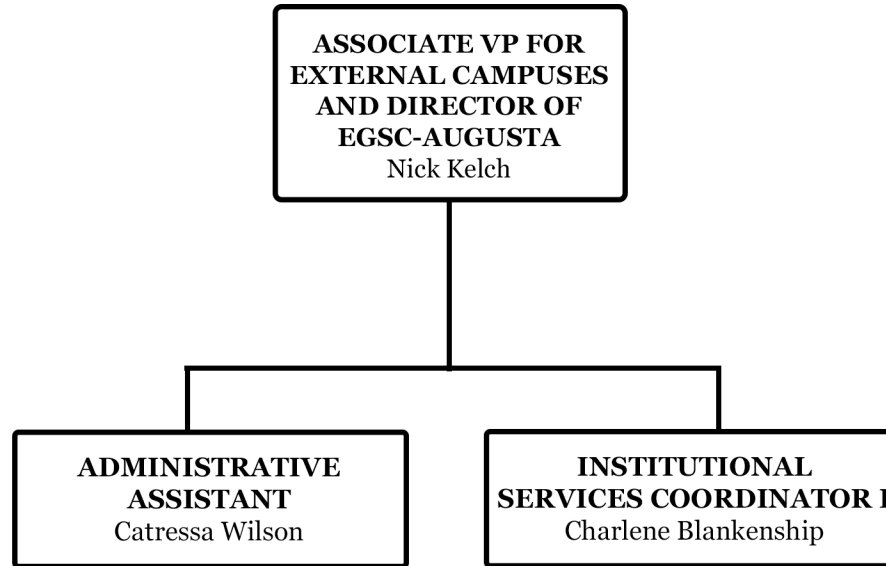 ASSOCIATE VP FOR
EXTERNAL CAMPUSES
AND DIRECTOR OF
EGSC-AUGUSTA
Nick Kelch
ADMINISTRATIVE
ASSISTANT
Catressa Wilson
INSTITUTIONAL
SERVICES COORDINATOR
Charlene Blankenship